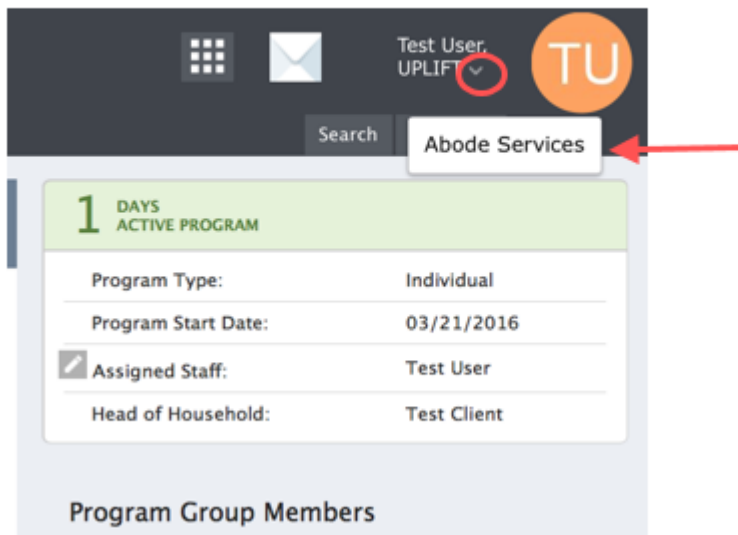 Test User,
UPLIFT
TU
Search
Abode Services
1 DAYS
ACTIVE PROGRAM
Program Type: Individual
Program Start Date: 03/21/2016
Assigned Staff: Test User
Head of Household: Test Client
Program Group Members